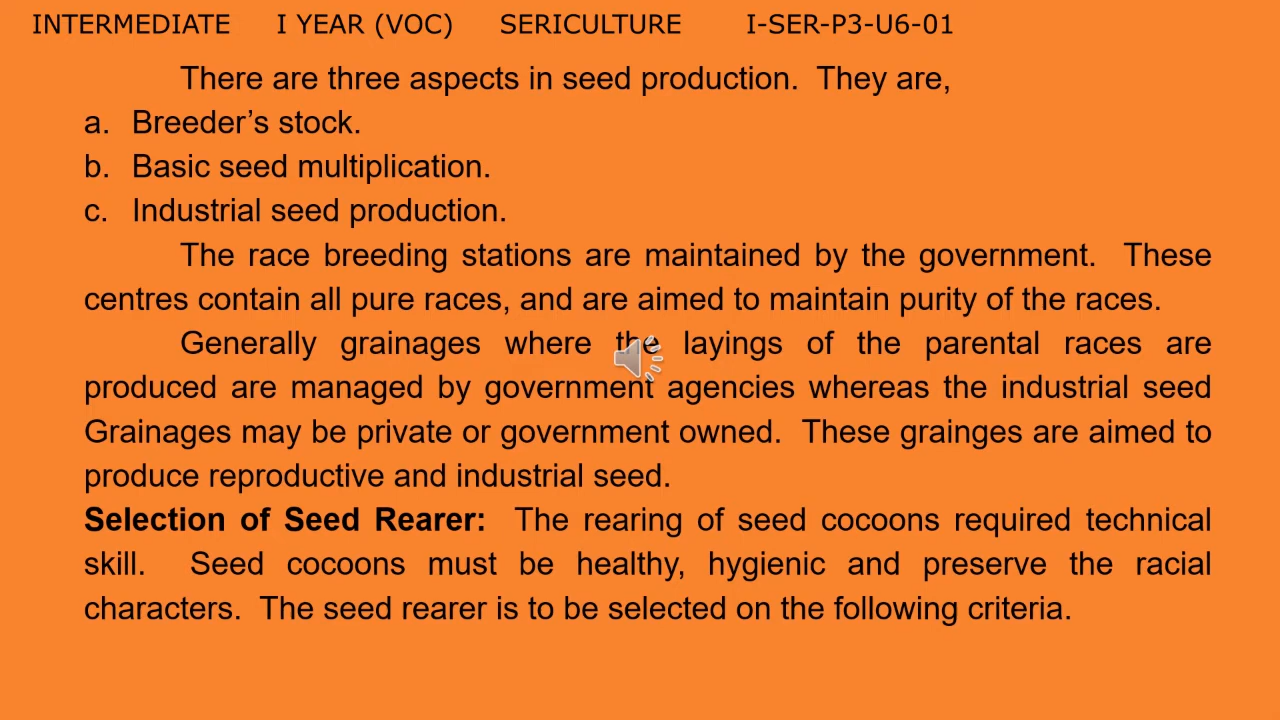 INTERMEDIATE I YEAR (VOC) SERICULTURE I-SER-P3-U6-01
There are three aspects in seed production. They are,
a. Breeder’s stock.
b. Basic seed multiplication.
c. Industrial seed production.
The race breeding stations are maintained by the government. These
centres contain all pure races, and are aimed to maintain purity of the races.
Generally grainages where the layings of the parental races are
produced are managed by government agencies whereas the industrial seed
Grainages may be private or government owned. These grainges are aimed to
produce reproductive and industrial seed.
Selection of Seed Rearer: The rearing of seed cocoons required technical
skill. Seed cocoons must be healthy, hygienic and preserve the racial
characters. The seed rearer is to be selected on the following criteria.